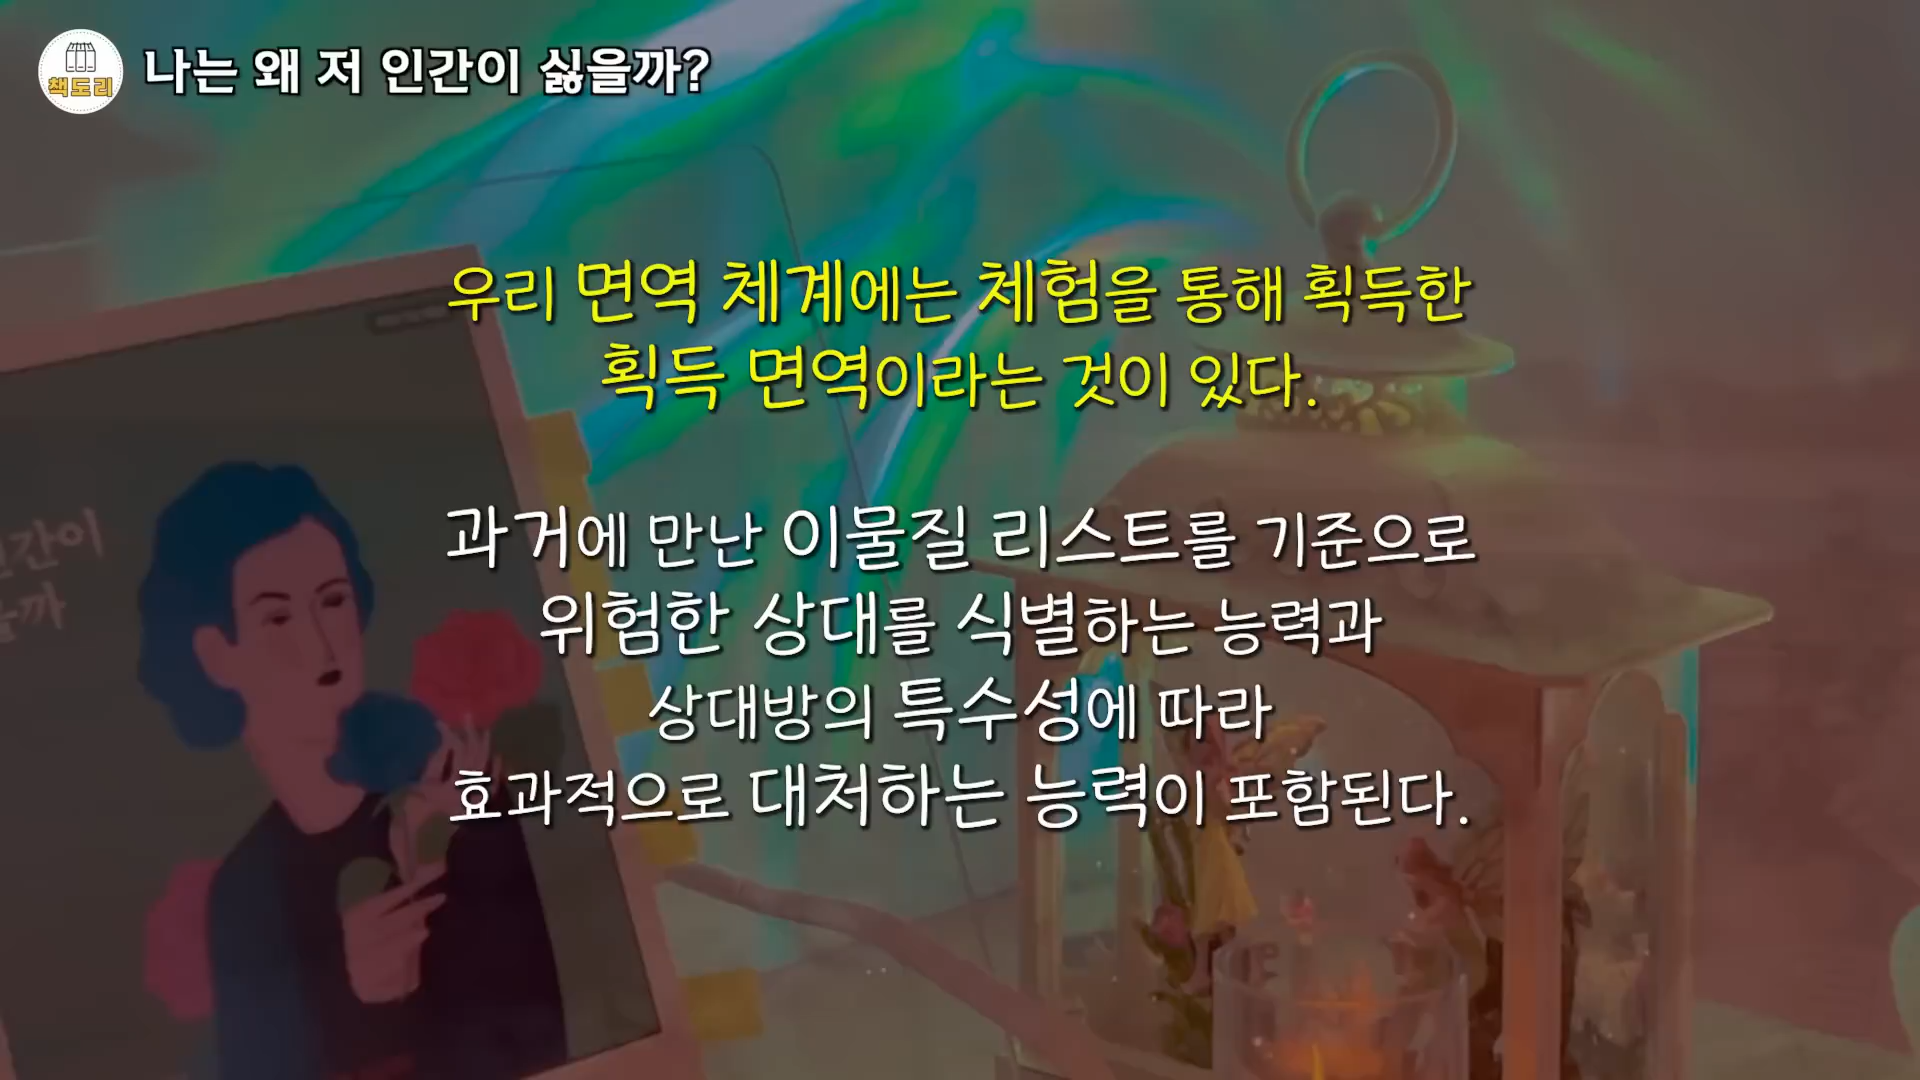 책도리
나는 왜 저 인간이 싫을까?
우리 면역 체계에는 체험을 통해 획득한
획득 면역이라는 것이 있다.
과거에 만난 이물질 리스트를 기준으로
위험한 상대를 식별하는 능력과
상대방의 특수성에 따라
효과적으로 대처하는 능력이 포함된다.
인간이
을까